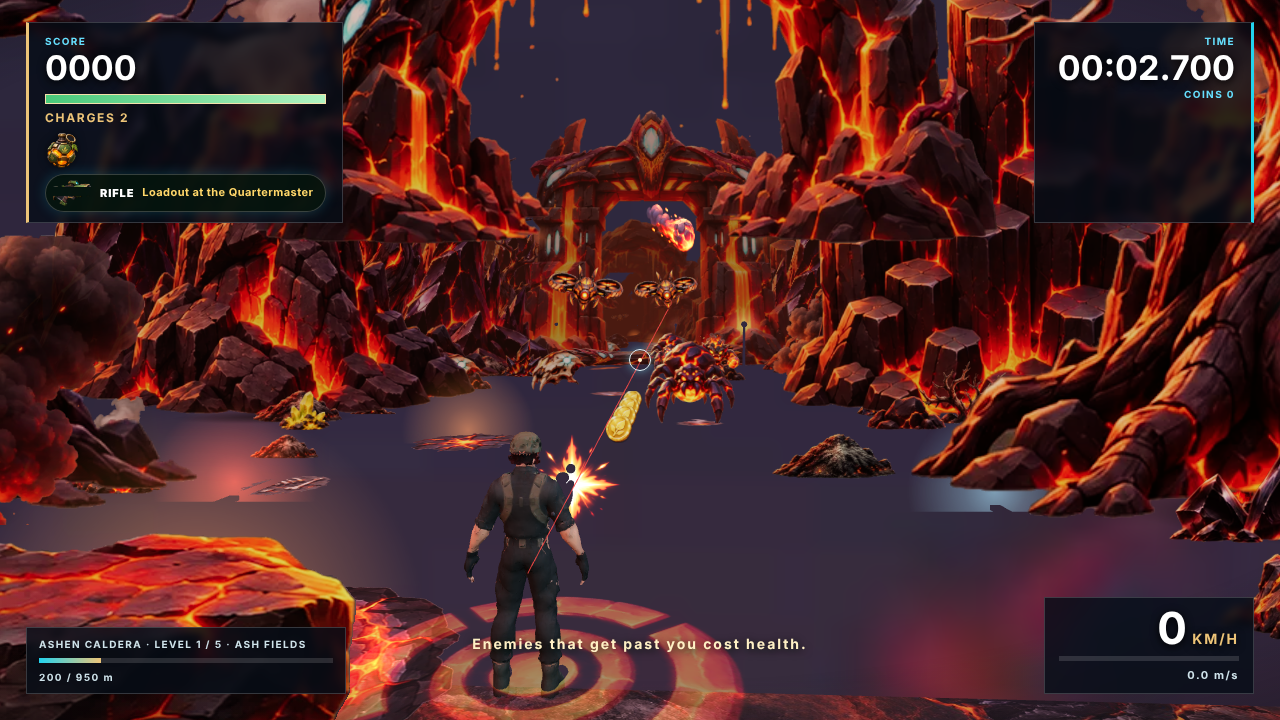 SCORE
0000
CHARGES 2
RIFLE Loadout at the Quartermaster
TIME
00:02.700
COINS 0
Enemies that get past you cost health.
ASHEN CALDERA · LEVEL 1 / 5 · ASH FIELDS
200 / 950 m
0 KM/H
0.0 m/s